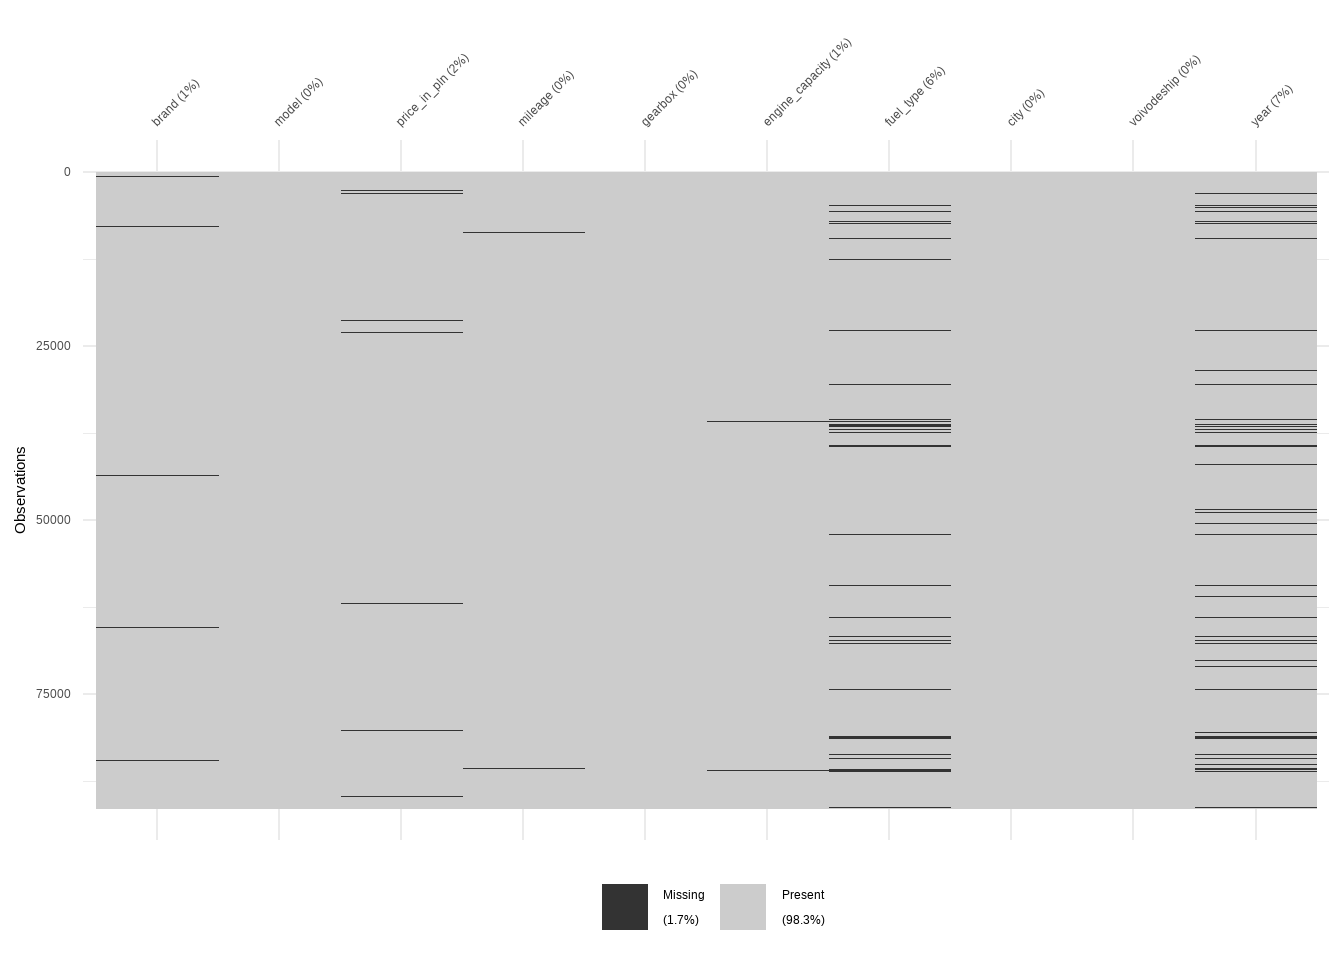 brand (1%)
model (0%)
price_in_pln (2%)
mileage (0%)
gearbox (0%)
engine_capacity (1%)
fuel_type (6%)
city (0%)
voivodeship (0%)
year (7%)
0
25000
50000
75000
Observations
Missing
(1.7%)
Present
(98.3%)